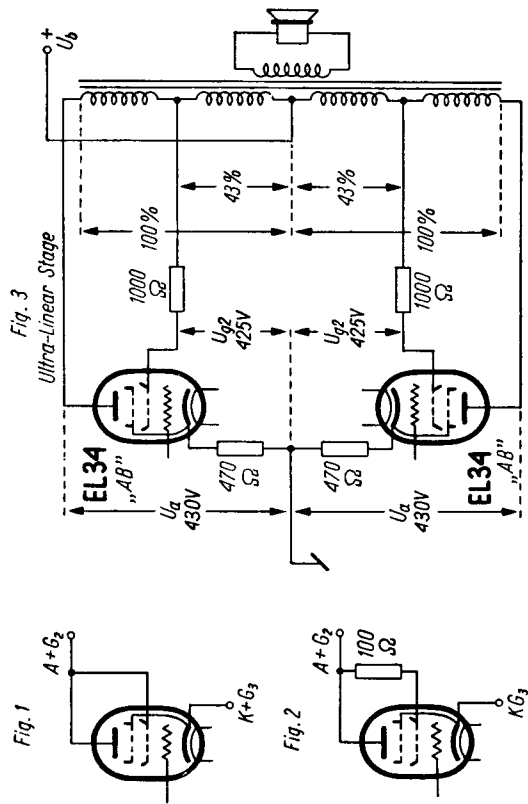 Fig. 1
A+G2
K+G3
Fig. 2
A+G2
100
Ω
KG3
Fig. 3
Ultra-Linear Stage
EL34
„AB”
Ua
430V
470
Ω
Ug2
425V
1000
Ω
100%
43%
+
Ub
EL34
„AB”
Ua
430V
470
Ω
Ug2
425V
1000
Ω
100%
43%